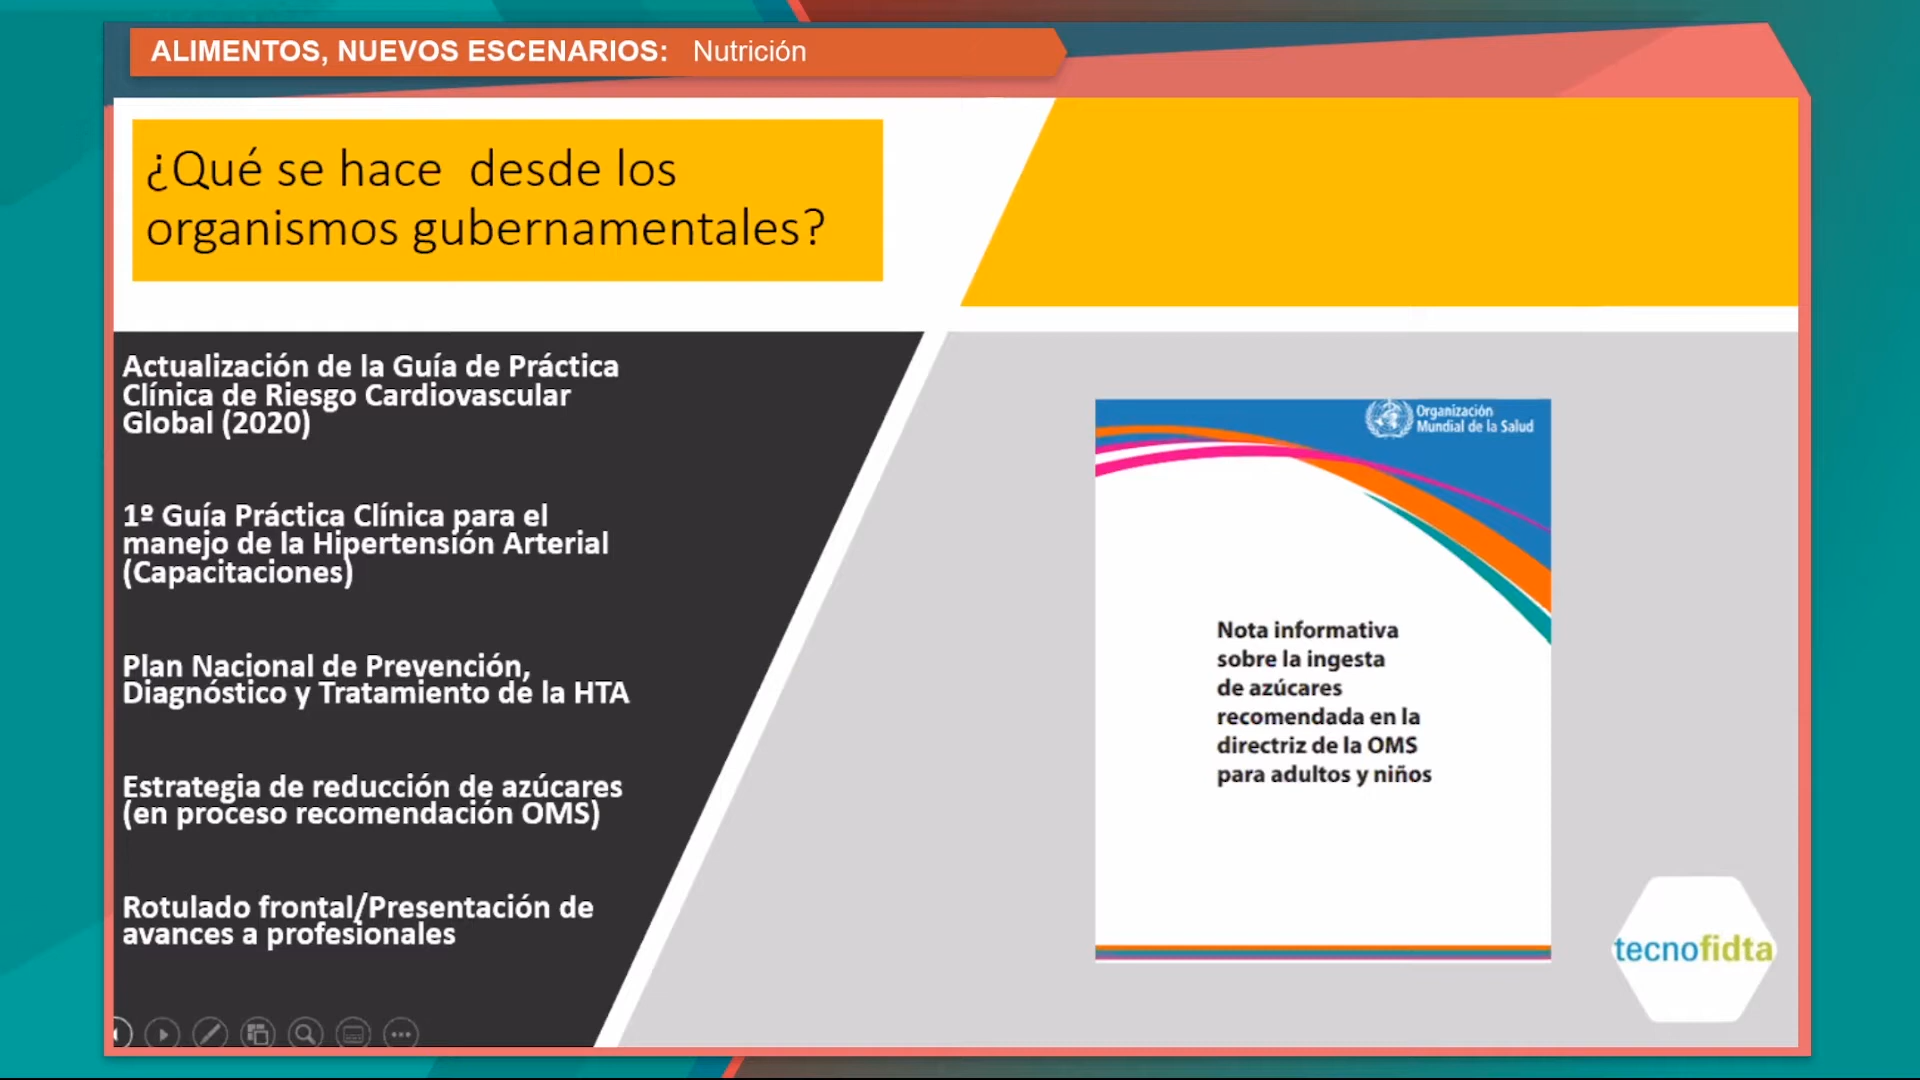 ALIMENTOS, NUEVOS ESCENARIOS: Nutrición
¿Qué se hace desde los
organismos gubernamentales?
Actualización de la Guía de Práctica
Clínica de Riesgo Cardiovascular
Global (2020)
1º Guía Práctica Clínica para el
manejo de la Hipertensión Arterial
(Capacitaciones)
Plan Nacional de Prevención,
Diagnóstico y Tratamiento de la HTA
Estrategia de reducción de azúcares
(en proceso recomendación OMS)
Rotulado frontal/Presentación de
avances a profesionales
Organización
Mundial de la Salud
Nota informativa
sobre la ingesta
de azúcares
recomendada en la
directriz de la OMS
para adultos y niños
tecnofidta